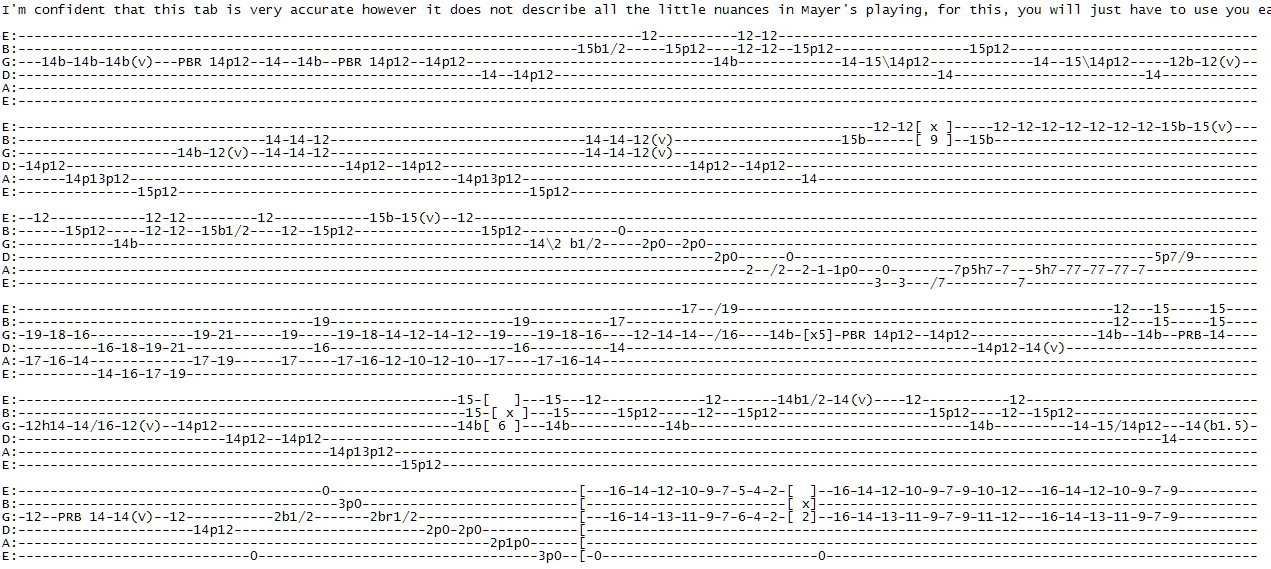 I'm confident that this tab is very accurate however it does not describe all the little nuances in Mayer's playing, for this, you will just have to use you ea
E:------------------------------------------------------------------------------12----------12-12------------------------------------------------------------
B:----------------------------------------------------------------------15b1/2-----15p12----12-12--15p12-----------------15p12-------------------------------
G:---14b-14b-14b(v)---PBR 14p12--14--14b--PBR 14p12--14p12-------------------------------14b-------------14-15\14p12-------------14--15\14p12-----12b-12(v)--
D:----------------------------------------------------------14--14p12------------------------------------------------14------------------------14------------
A:-----------------------------------------------------------------------------------------------------------------------------------------------------------
E:-----------------------------------------------------------------------------------------------------------------------------------------------------------
E:-----------------------------------------------------------------------------------------------------------12-12[ x ]-----12-12-12-12-12-12-12-15b-15(v)---
B:-------------------------------14-14-12--------------------------------14-14-12(v)---------------------15b------[ 9 ]--15b---------------------------------
G:--------------------14b-12(v)--14-14-12--------------------------------14-14-12(v)-------------------------------------------------------------------------
D:-14p12-----------------------------------14p12--14p12-------------------------------14p12--14p12-----------------------------------------------------------
A:------14p13p12-----------------------------------------14p13p12-----------------------------------14-------------------------------------------------------
E:---------------15p12--------------------------------------------15p12--------------------------------------------------------------------------------------
E:--12------------12-12---------12------------15b-15(v)--12--------------------------------------------------------------------------------------------------
B:------15p12-----12-12--15b1/2----12--15p12----------------15p12------------0-------------------------------------------------------------------------------
G:------------14b-------------------------------------------------14\2 b1/2-----2p0--2p0---------------------------------------------------------------------
D:---------------------------------------------------------------------------------------2p0------0---------------------------------------------5p7/9--------
A:-------------------------------------------------------------------------------------------2--/2--2-1-1p0---0--------7p5h7-7---5h7-77-77-77-7--------------
E:-----------------------------------------------------------------------------------------------------------3--3---/7---------7-----------------------------
E:-----------------------------------------------------------------------------------17--/19-----------------------------------------------12---15-----15----
B:-------------------------------------19-----------------------19----------17-------------------------------------------------------------12---15-----15----
G:-19-18-16-------------19-21------19-----19-18-14-12-14-12--19----19-18-16----12-14-14--/16----14b-[x5]-PBR 14p12--14p12----------------14b--14b--PRB-14----
D:----------16-18-19-21----------------16-----------------------16----------14---------------------------------------------14p12-14(v)------------------------
A:-17-16-14-------------17-19------17-----17-16-12-10-12-10--17----17-16-14----------------------------------------------------------------------------------
E:----------14-16-17-19--------------------------------------------------------------------------------------------------------------------------------------
E:-------------------------------------------------------15-[   ]---15---12-------------12-------14b1/2-14(v)----12-----------12-----------------------------
B:--------------------------------------------------------15-[ x ]---15------15p12-----12---15p12-------------------15p12----12--15p12-----------------------
G:-12h14-14/16-12(v)--14p12------------------------------14b[ 6 ]---14b------------14b-----------------------------------14b----------14-15/14p12---14(b1.5)-
D:--------------------------14p12--14p12---------------------------------------------------------------------------------------------------------14-----------
A:---------------------------------------14p13p12------------------------------------------------------------------------------------------------------------
E:------------------------------------------------15p12------------------------------------------------------------------------------------------------------
E:--------------------------------------0-------------------------------[---16-14-12-10-9-7-5-4-2-[  ]--16-14-12-10-9-7-9-10-12---16-14-12-10-9-7-9----------
B:----------------------------------------3p0---------------------------[-------------------------[ x]-------------------------------------------------------
G:-12--PRB 14-14(V)--12-----------2b1/2-------2br1/2--------------------[---16-14-13-11-9-7-6-4-2-[ 2]--16-14-13-11-9-7-9-11-12---16-14-13-11-9-7-9----------
D:----------------------14p12------------------------2p0-2p0------------[------------------------------------------------------------------------------------
A:-----------------------------------------------------------2p1p0------[------------------------------------------------------------------------------------
E:-----------------------------0-----------------------------------3p0--[-0---------------------------0------------------------------------------------------